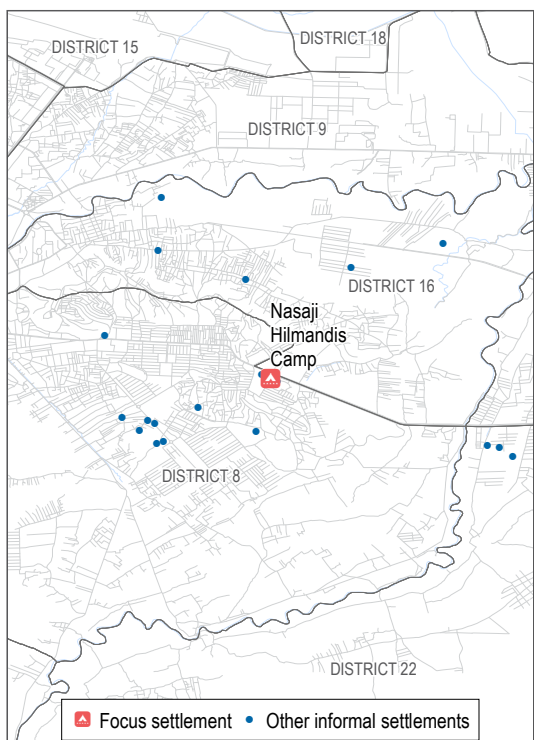 DISTRICT 18
DISTRICT 15
DISTRICT 9
DISTRICT 16
Nasaji
Hilmandis
Camp
DISTRICT 8
DISTRICT 22
Focus settlement
Other informal settlements